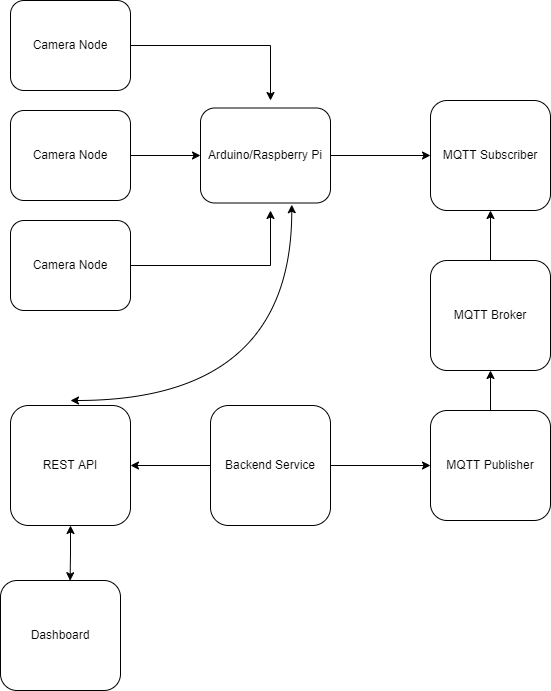 Camera Node
Camera Node
Arduino/Raspberry Pi
MQTT Subscriber
Camera Node
MQTT Broker
REST API
Backend Service
MQTT Publisher
Dashboard